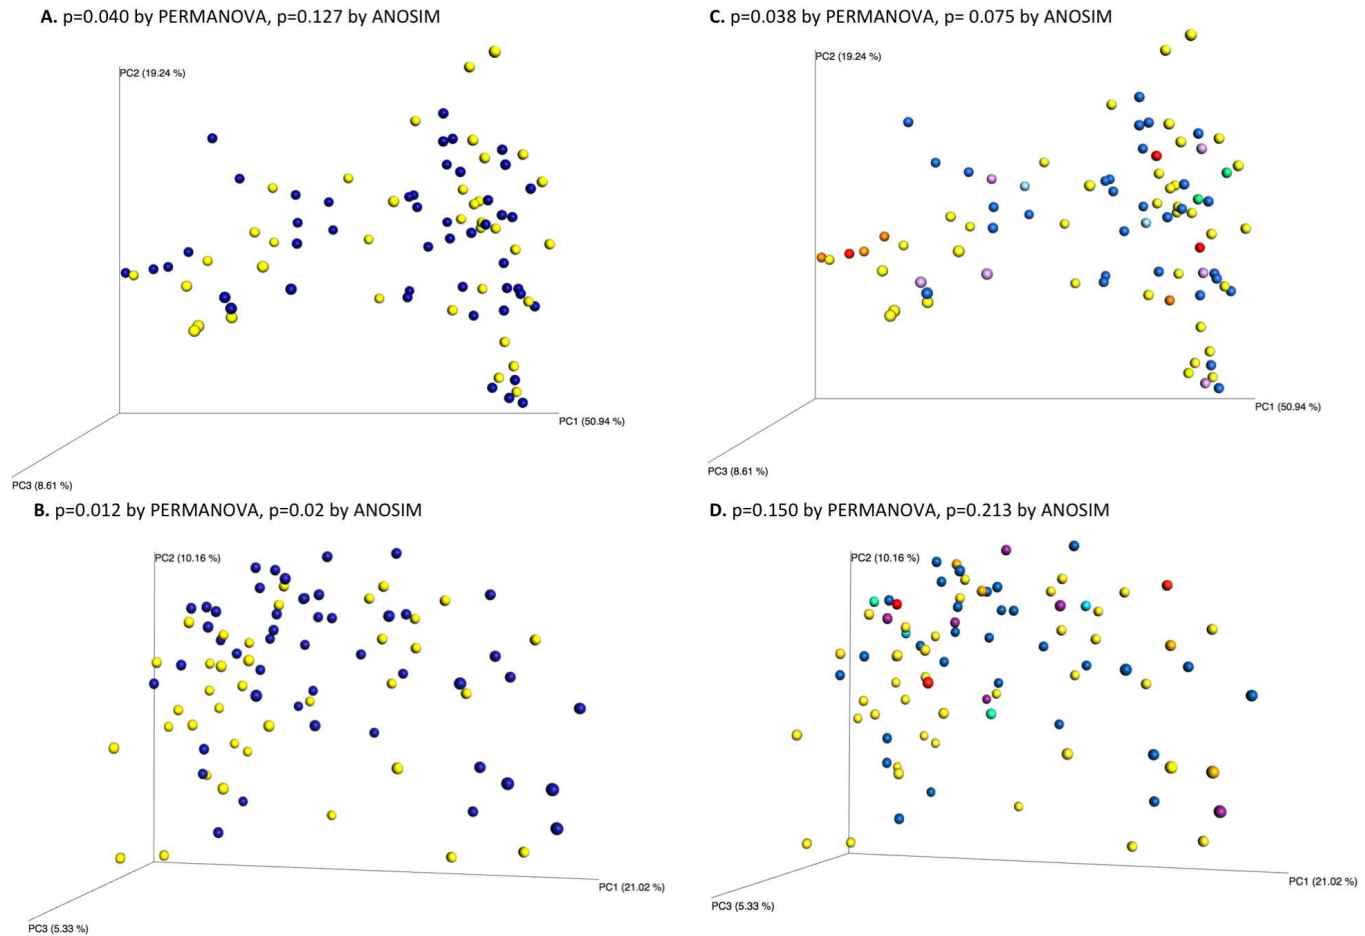 A. p=0.040 by PERMANOVA, p=0.127 by ANOSIM
PC2 (19.24 %)
PC1 (50.94 %)
PC3 (8.61 %)
C. p=0.038 by PERMANOVA, p= 0.075 by ANOSIM
PC2 (19.24 %)
PC1 (50.94 %)
PC3 (8.61 %)
B. p=0.012 by PERMANOVA, p=0.02 by ANOSIM
PC2 (10.16 %)
PC1 (21.02 %)
PC3 (5.33 %)
D. p=0.150 by PERMANOVA, p=0.213 by ANOSIM
PC2 (10.16 %)
PC1 (21.02 %)
PC3 (5.33 %)